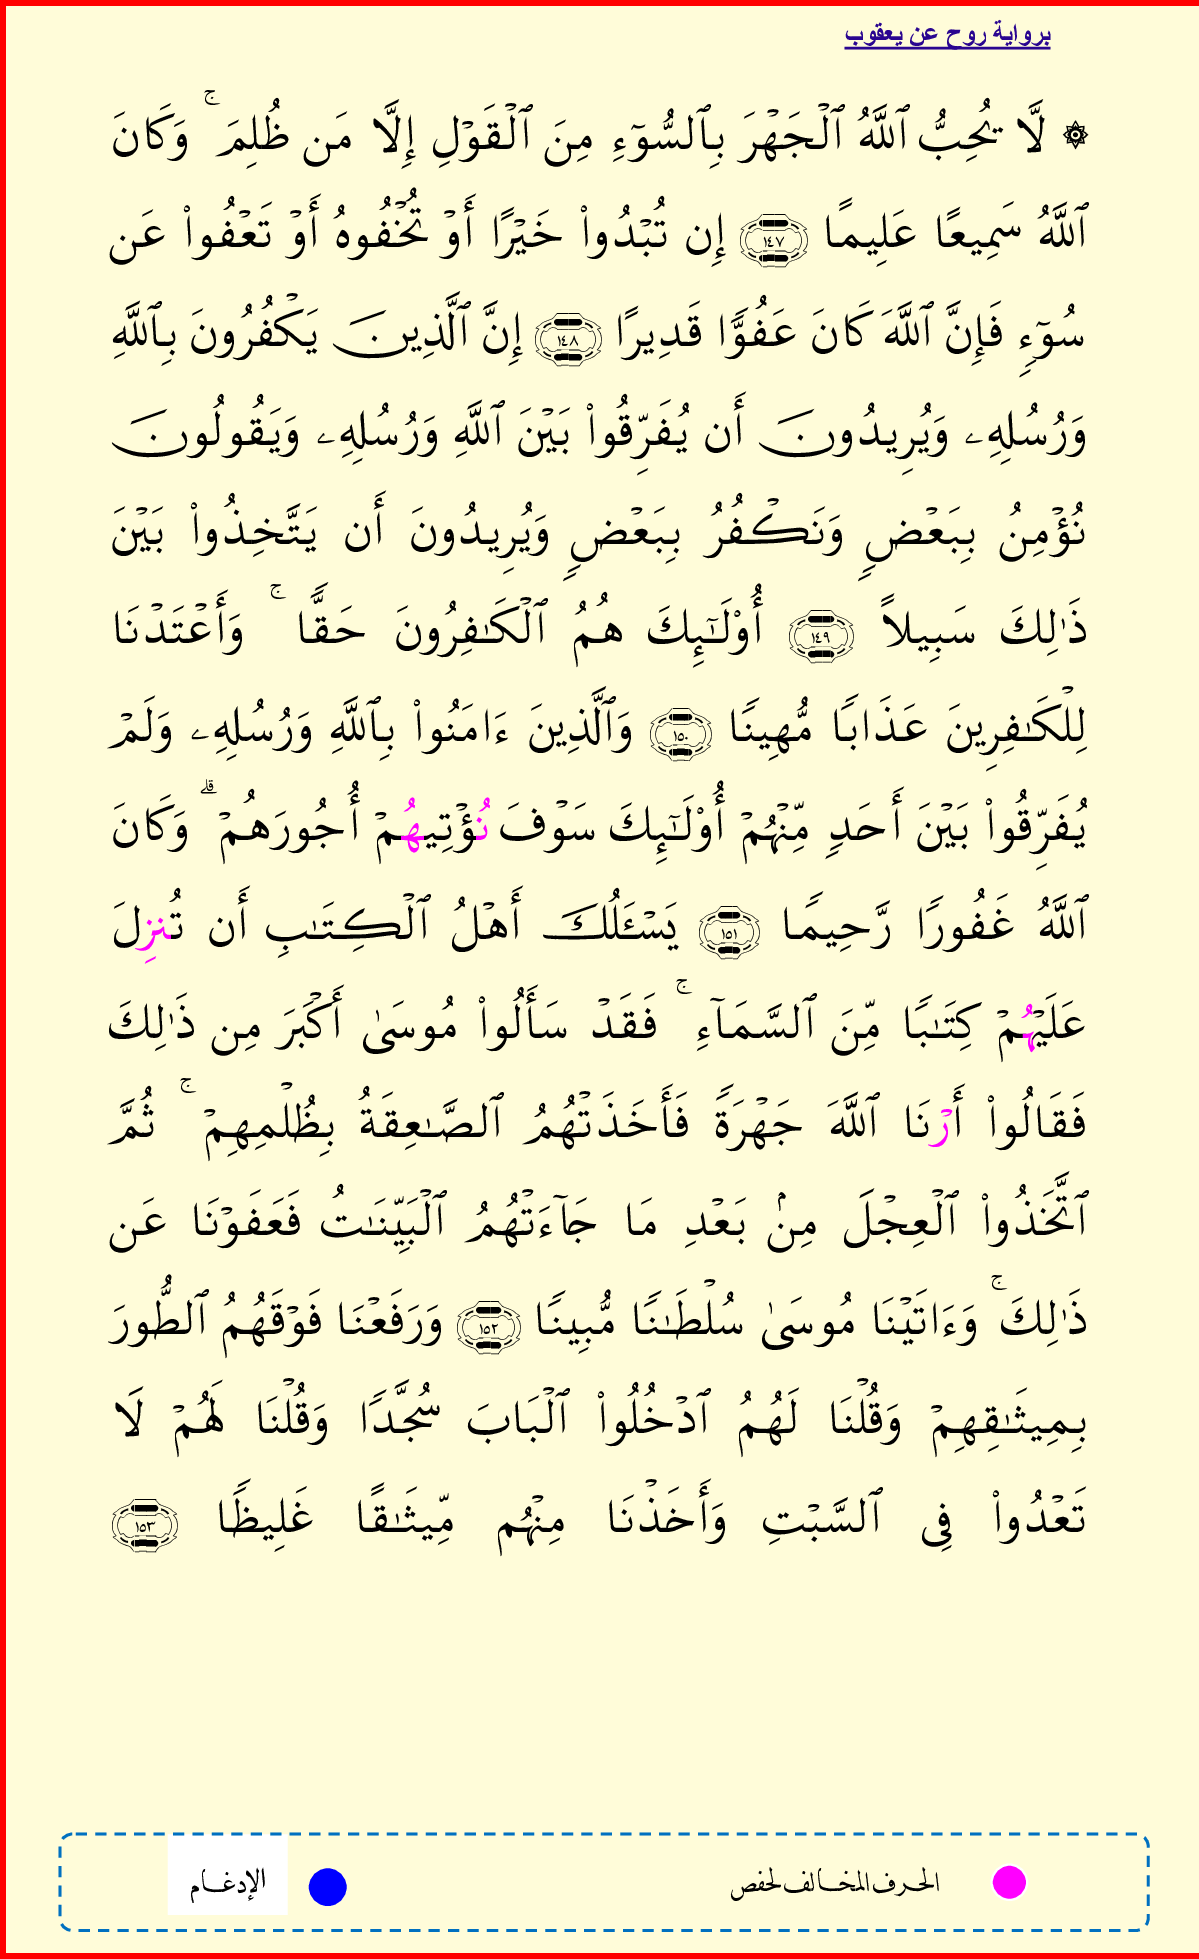 برواية روح عن يعقوب
۞ لَّا يُحِبُّ ٱللَّهُ ٱلْجَهْرَ بِٱلسُّوٓءِ مِنَ ٱلْقَوْلِ إِلَّا مَن ظُلِمَ ۚ وَكَانَ
ٱللَّهُ سَمِيعًا عَلِيمًا ١٤٧ إِن تُبْدُوا۟ خَيْرًا أَوْ تُخْفُوهُ أَوْ تَعْفُوا۟ عَن
سُوٓءٍ فَإِنَّ ٱللَّهَ كَانَ عَفُوًّا قَدِيرًا ١٤٨ إِنَّ ٱلَّذِينَ يَكْفُرُونَ بِٱللَّهِ
وَرُسُلِهِۦ وَيُرِيدُونَ أَن يُفَرِّقُوا۟ بَيْنَ ٱللَّهِ وَرُسُلِهِۦ وَيَقُولُونَ
نُؤْمِنُ بِبَعْضٍ وَنَكْفُرُ بِبَعْضٍ وَيُرِيدُونَ أَن يَتَّخِذُوا۟ بَيْنَ
ذَٰلِكَ سَبِيلًا ١٤٩ أُو۟لَـٰٓئِكَ هُمُ ٱلْكَـٰفِرُونَ حَقًّا ۚ وَأَعْتَدْنَا
لِلْكَـٰفِرِينَ عَذَابًا مُّهِينًا ١٥٠ وَٱلَّذِينَ ءَامَنُوا۟ بِٱللَّهِ وَرُسُلِهِۦ وَلَمْ
يُفَرِّقُوا۟ بَيْنَ أَحَدٍ مِّنْهُمْ أُو۟لَـٰٓئِكَ سَوْفَ نُؤْتِيهُمْ أُجُورَهُمْ ۗ وَكَانَ
ٱللَّهُ غَفُورًا رَّحِيمًا ١٥١ يَسْـَٔلُكَ أَهْلُ ٱلْكِتَـٰبِ أَن تُنزِلَ
عَلَيْهُمْ كِتَـٰبًا مِّنَ ٱلسَّمَآءِ ۚ فَقَدْ سَأَلُوا۟ مُوسَىٰٓ أَكْبَرَ مِن ذَٰلِكَ
فَقَالُوا۟ أَرْنَا ٱللَّهَ جَهْرَةً فَأَخَذَتْهُمُ ٱلصَّـٰعِقَةُ بِظُلْمِهِمْ ۚ ثُمَّ
ٱتَّخَذُوا۟ ٱلْعِجْلَ مِنۢ بَعْدِ مَا جَآءَتْهُمُ ٱلْبَيِّنَـٰتُ فَعَفَوْنَا عَن
ذَٰلِكَ ۚ وَءَاتَيْنَا مُوسَىٰ سُلْطَـٰنًا مُّبِينًا ١٥٢ وَرَفَعْنَا فَوْقَهُمُ ٱلطُّورَ
بِمِيثَـٰقِهِمْ وَقُلْنَا لَهُمُ ٱدْخُلُوا۟ ٱلْبَابَ سُجَّدًا وَقُلْنَا لَهُمْ لَا
تَعْدُوا۟ فِى ٱلسَّبْتِ وَأَخَذْنَا مِنْهُم مِّيثَـٰقًا غَلِيظًا ١٥٣
الحرف المخالف لحفص
الإدغام